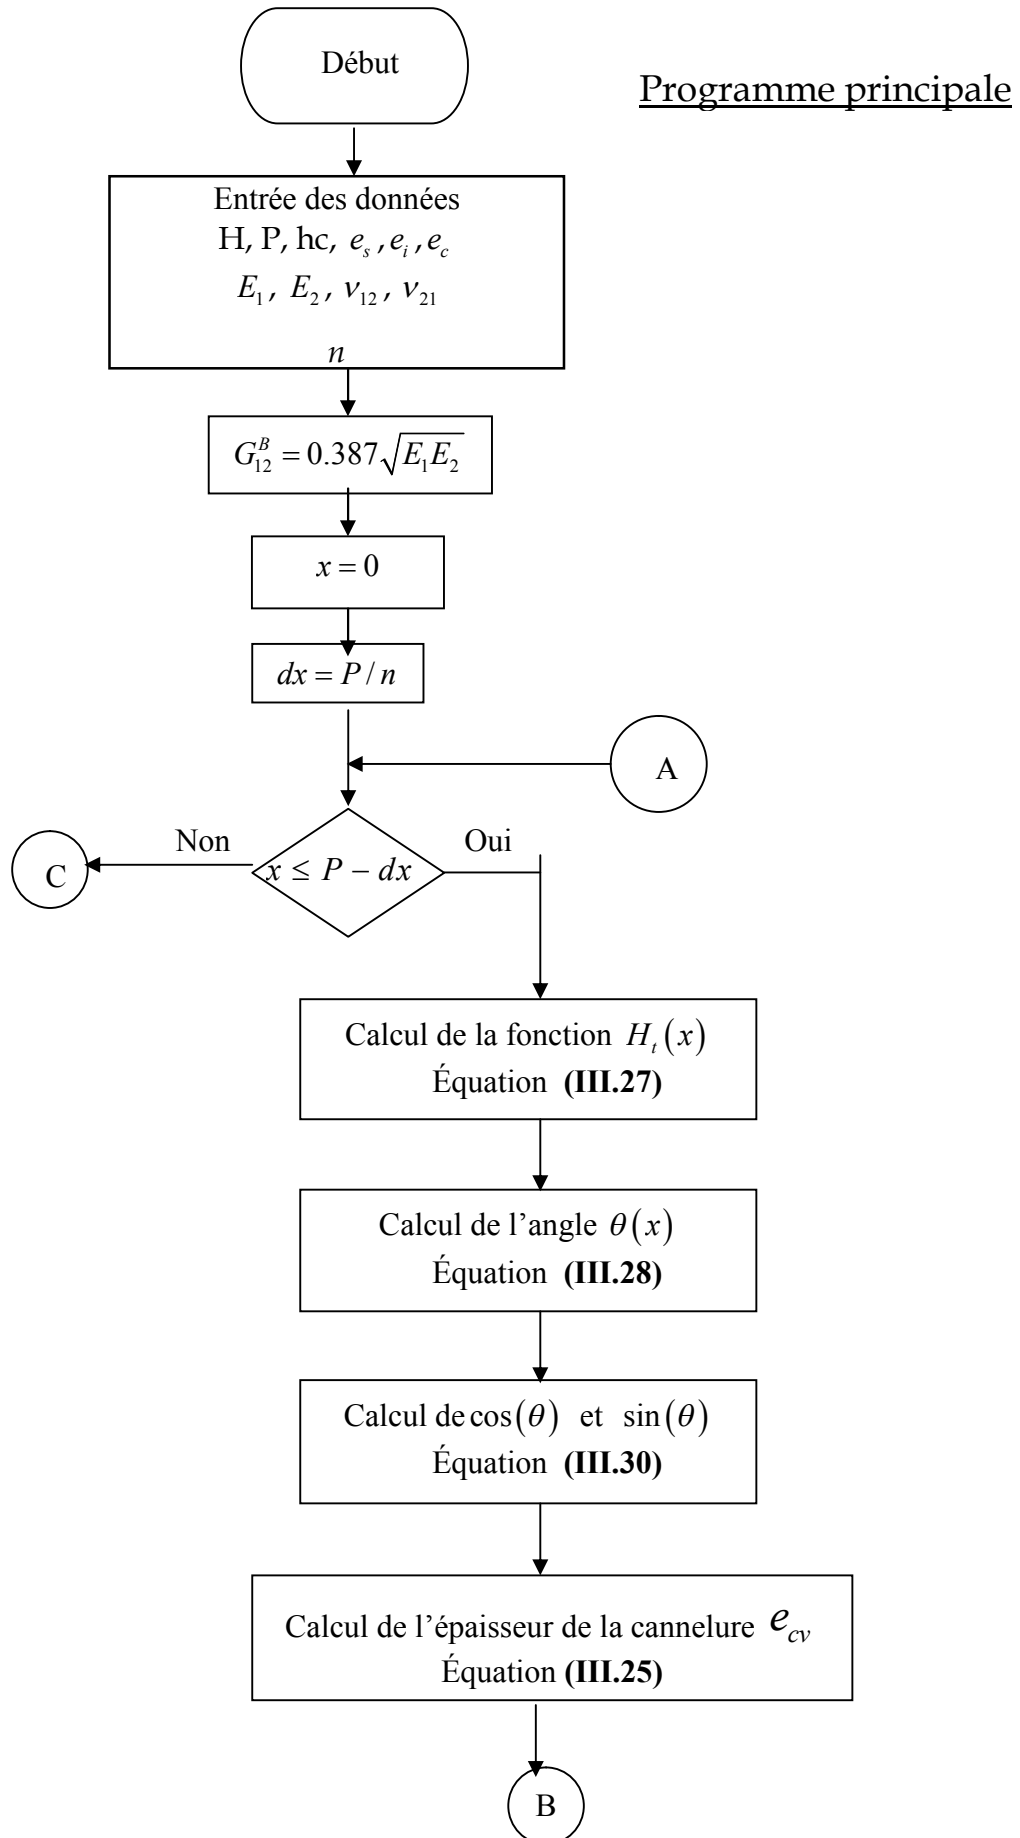 Début
Programme principale
Entrée des données
H, P, hc, e_s, e_i, e_c
E_1, E_2, ν_12, ν_21
n
G_12^B = 0.387√(E_1E_2)
x = 0
dx = P / n
A
Non
Oui
C
x ≤ P − dx
Calcul de la fonction H_t(x)
Équation (III.27)
Calcul de l’angle θ(x)
Équation (III.28)
Calcul de cos(θ) et sin(θ)
Équation (III.30)
Calcul de l’épaisseur de la cannelure e_cv
Équation (III.25)
B